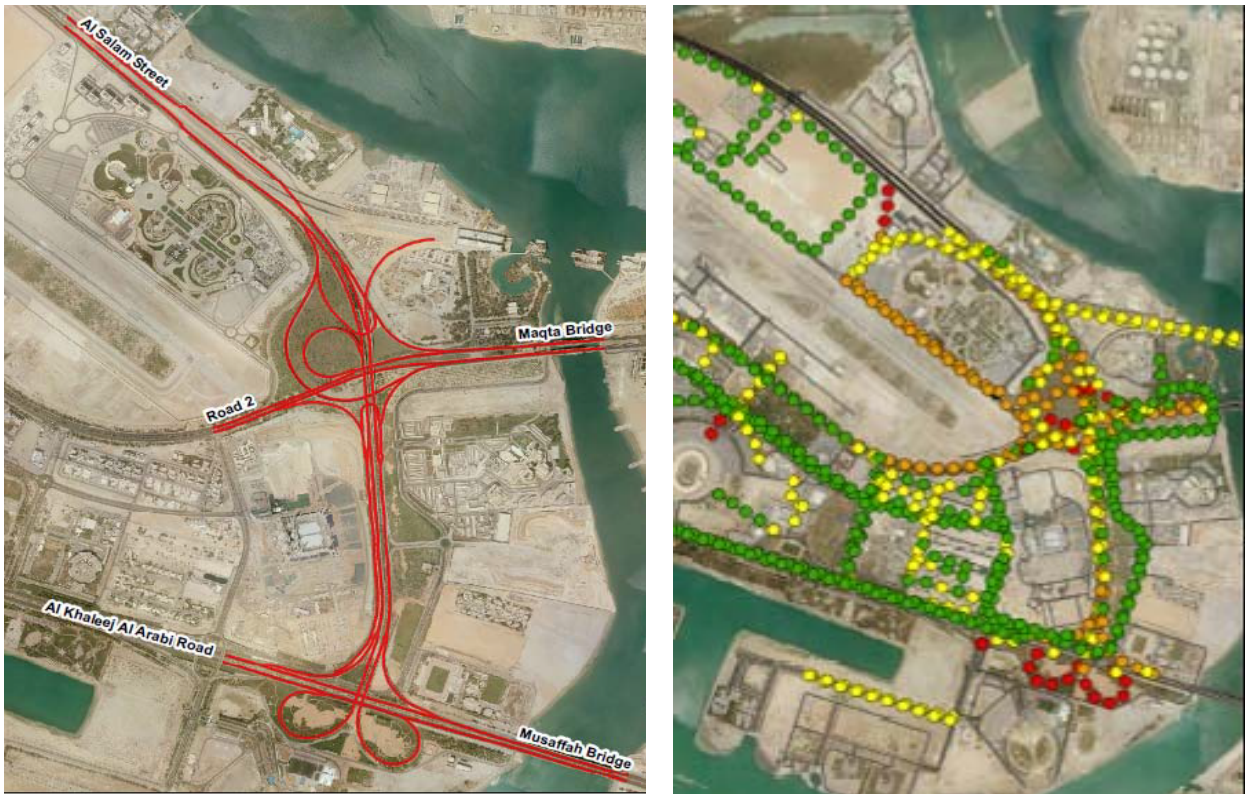 Al Salam Street
Maqta Bridge
Road 2
Al Khaleej Al Arabi Road
Musaffah Bridge